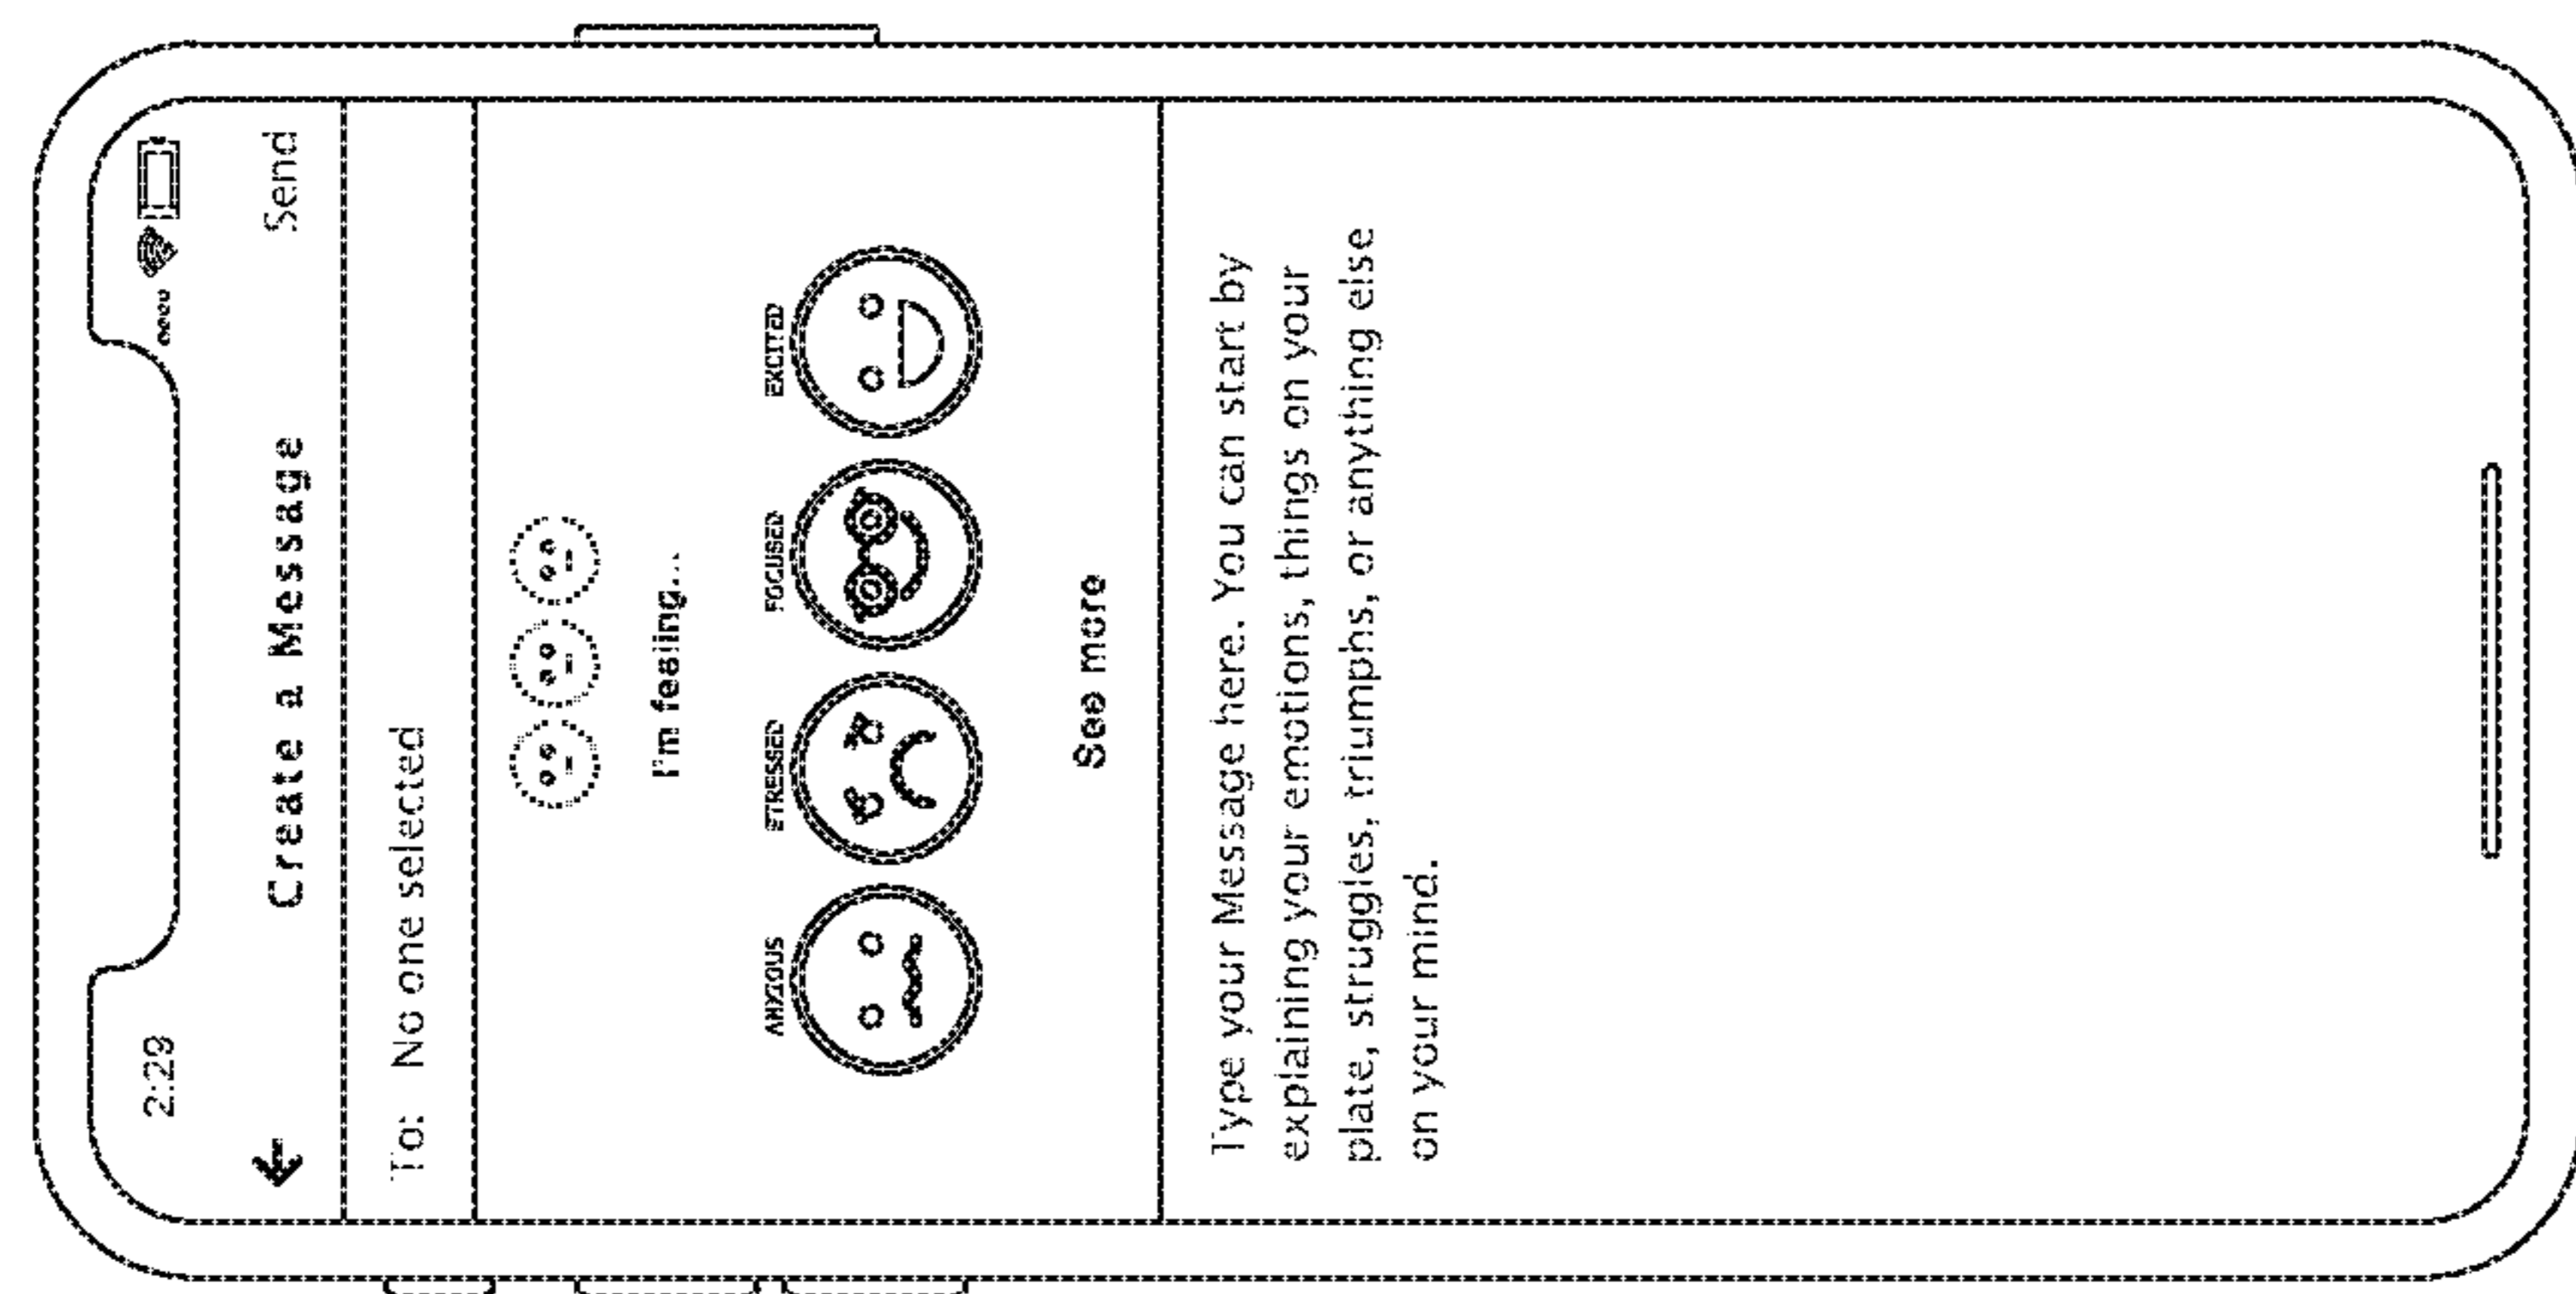 2:29
Create a Message
Send
To: No one selected
I'm feeling...
ANXIOUS STRESSED FOCUSED EXCITED
See more
Type your Message here. You can start by
explaining your emotions, things on your
plate, struggles, triumphs, or anything else
on your mind.